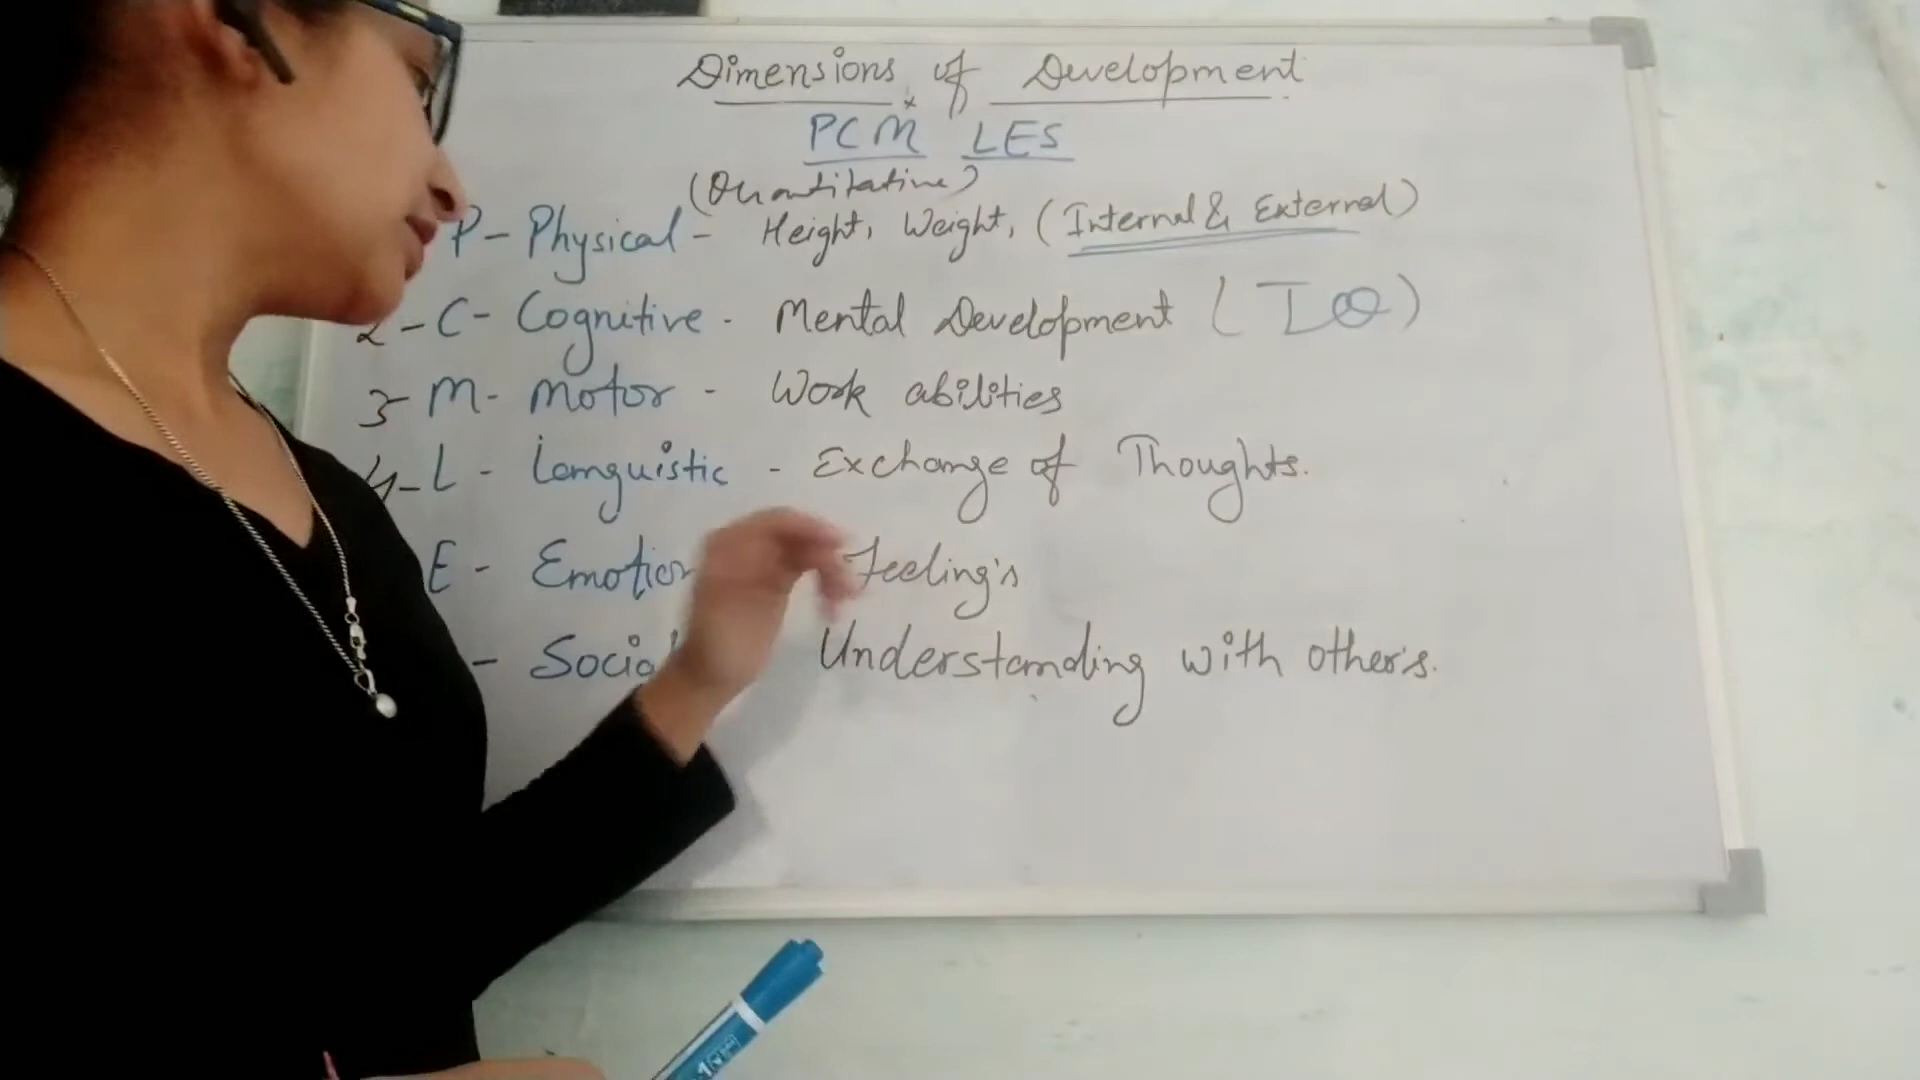 Dimensions of Development
PCM LES
(Quantitative)
P- Physical - Height, Weight, (Internal & External)
2-C- Cognitive - Mental Development (IQ)
3-M- Motor - Work abilities
4-L - languistic - Exchange of Thoughts.
E - Emotion Feeling's
- Social Understanding with other's.